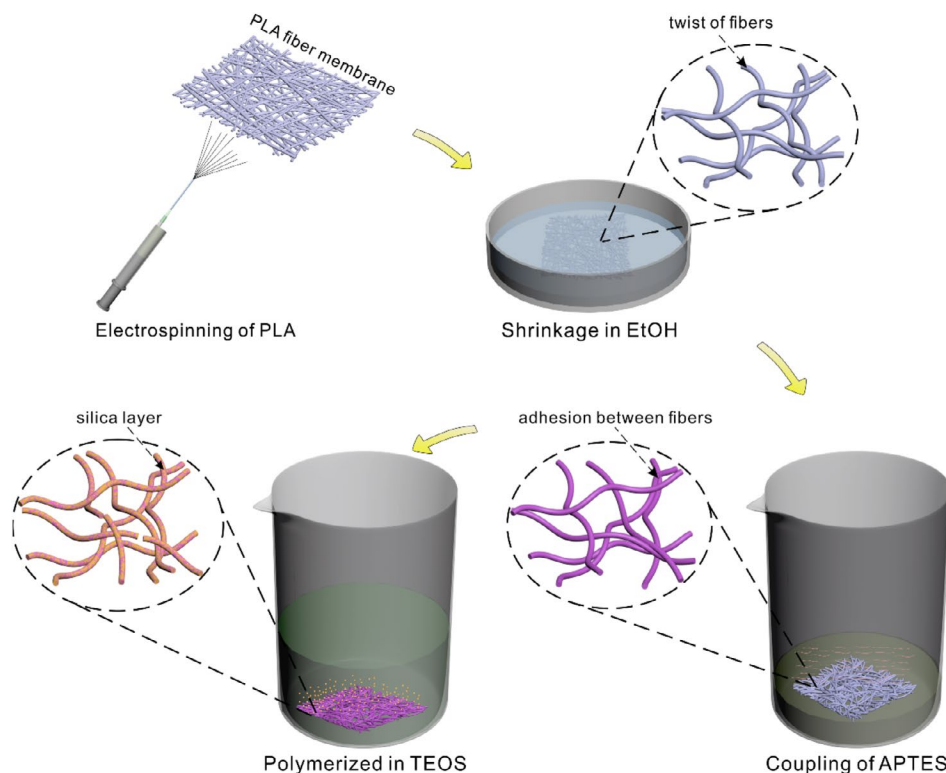 PLA fiber membrane
twist of fibers
Electrospinning of PLA
Shrinkage in EtOH
silica layer
adhesion between fibers
Polymerized in TEOS
Coupling of APTES